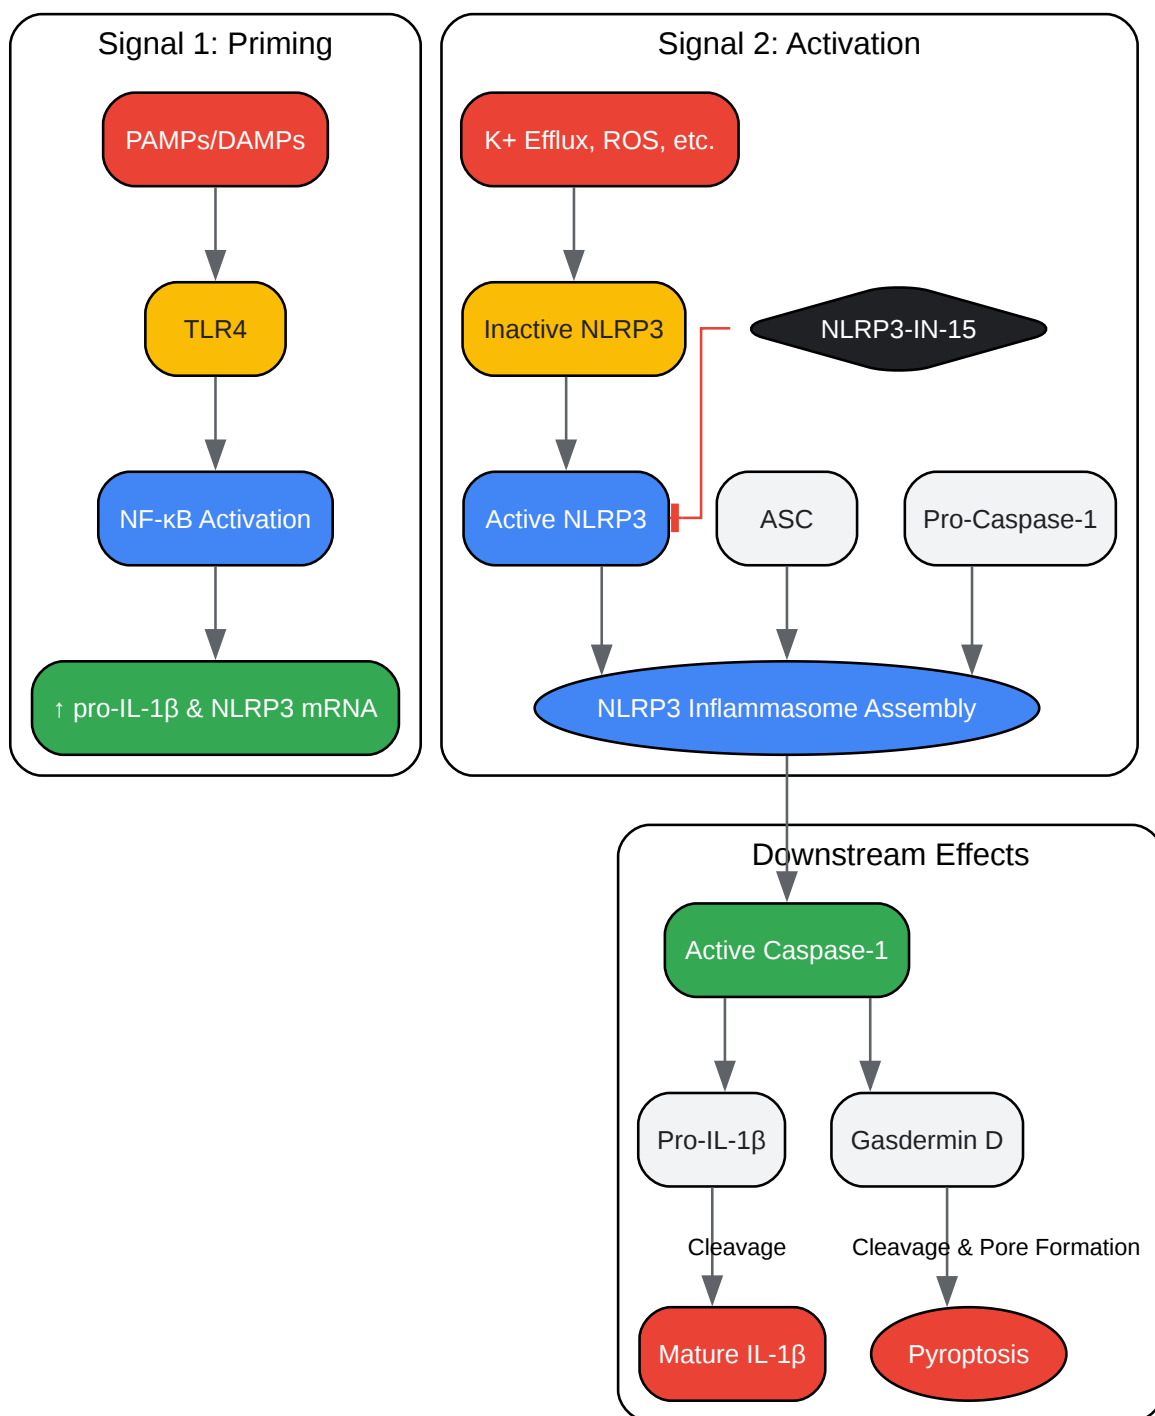 Signal 1: Priming
PAMPs/DAMPs
TLR4
NF-κB Activation
↑ pro-IL-1β & NLRP3 mRNA
Signal 2: Activation
K+ Efflux, ROS, etc.
Inactive NLRP3
NLRP3-IN-15
Active NLRP3
ASC
Pro-Caspase-1
NLRP3 Inflammasome Assembly
Downstream Effects
Active Caspase-1
Pro-IL-1β
Gasdermin D
Cleavage
Cleavage & Pore Formation
Mature IL-1β
Pyroptosis